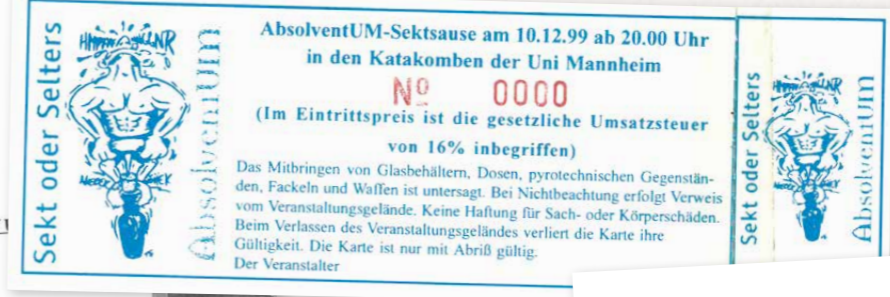 Sekt oder Selters
AbsolventUM
AbsolventUM-Sektsause am 10.12.99 ab 20.00 Uhr
in den Katakomben der Uni Mannheim
Nº 0000
(Im Eintrittspreis ist die gesetzliche Umsatzsteuer
von 16% inbegriffen)
Das Mitbringen von Glasbehältern, Dosen, pyrotechnischen Gegenstän-
den, Fackeln und Waffen ist untersagt. Bei Nichtbeachtung erfolgt Verweis
vom Veranstaltungsgelände. Keine Haftung für Sach- oder Körperschäden.
Beim Verlassen des Veranstaltungsgeländes verliert die Karte ihre
Gültigkeit. Die Karte ist nur mit Abriß gültig.
Der Veranstalter
Sekt oder Selters
AbsolventUM